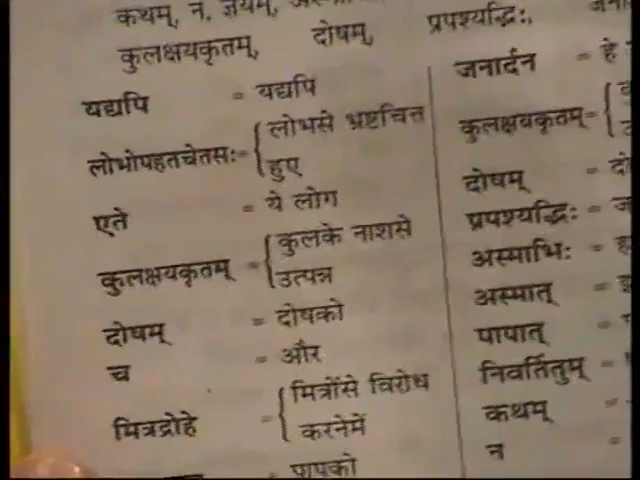 कथम्, न, ज्ञेयम्,
कुलक्षयकृतम्, दोषम्, प्रपश्यद्भिः,
यद्यपि = यद्यपि
लोभोपहतचेतसः= लोभसे भ्रष्टचित्त
हुए
एते = ये लोग
कुलक्षयकृतम् = कुलके नाशसे
उत्पन्न
दोषम् = दोषको
च = और
मित्रद्रोहे = मित्रोंसे विरोध
करनेमें
पापको
जनार्दन = हे
कुलक्षयकृतम्=
दोषम् =
प्रपश्यद्भिः =
अस्माभिः =
अस्मात् =
पापात् =
निवर्तितुम् =
कथम् =
न =